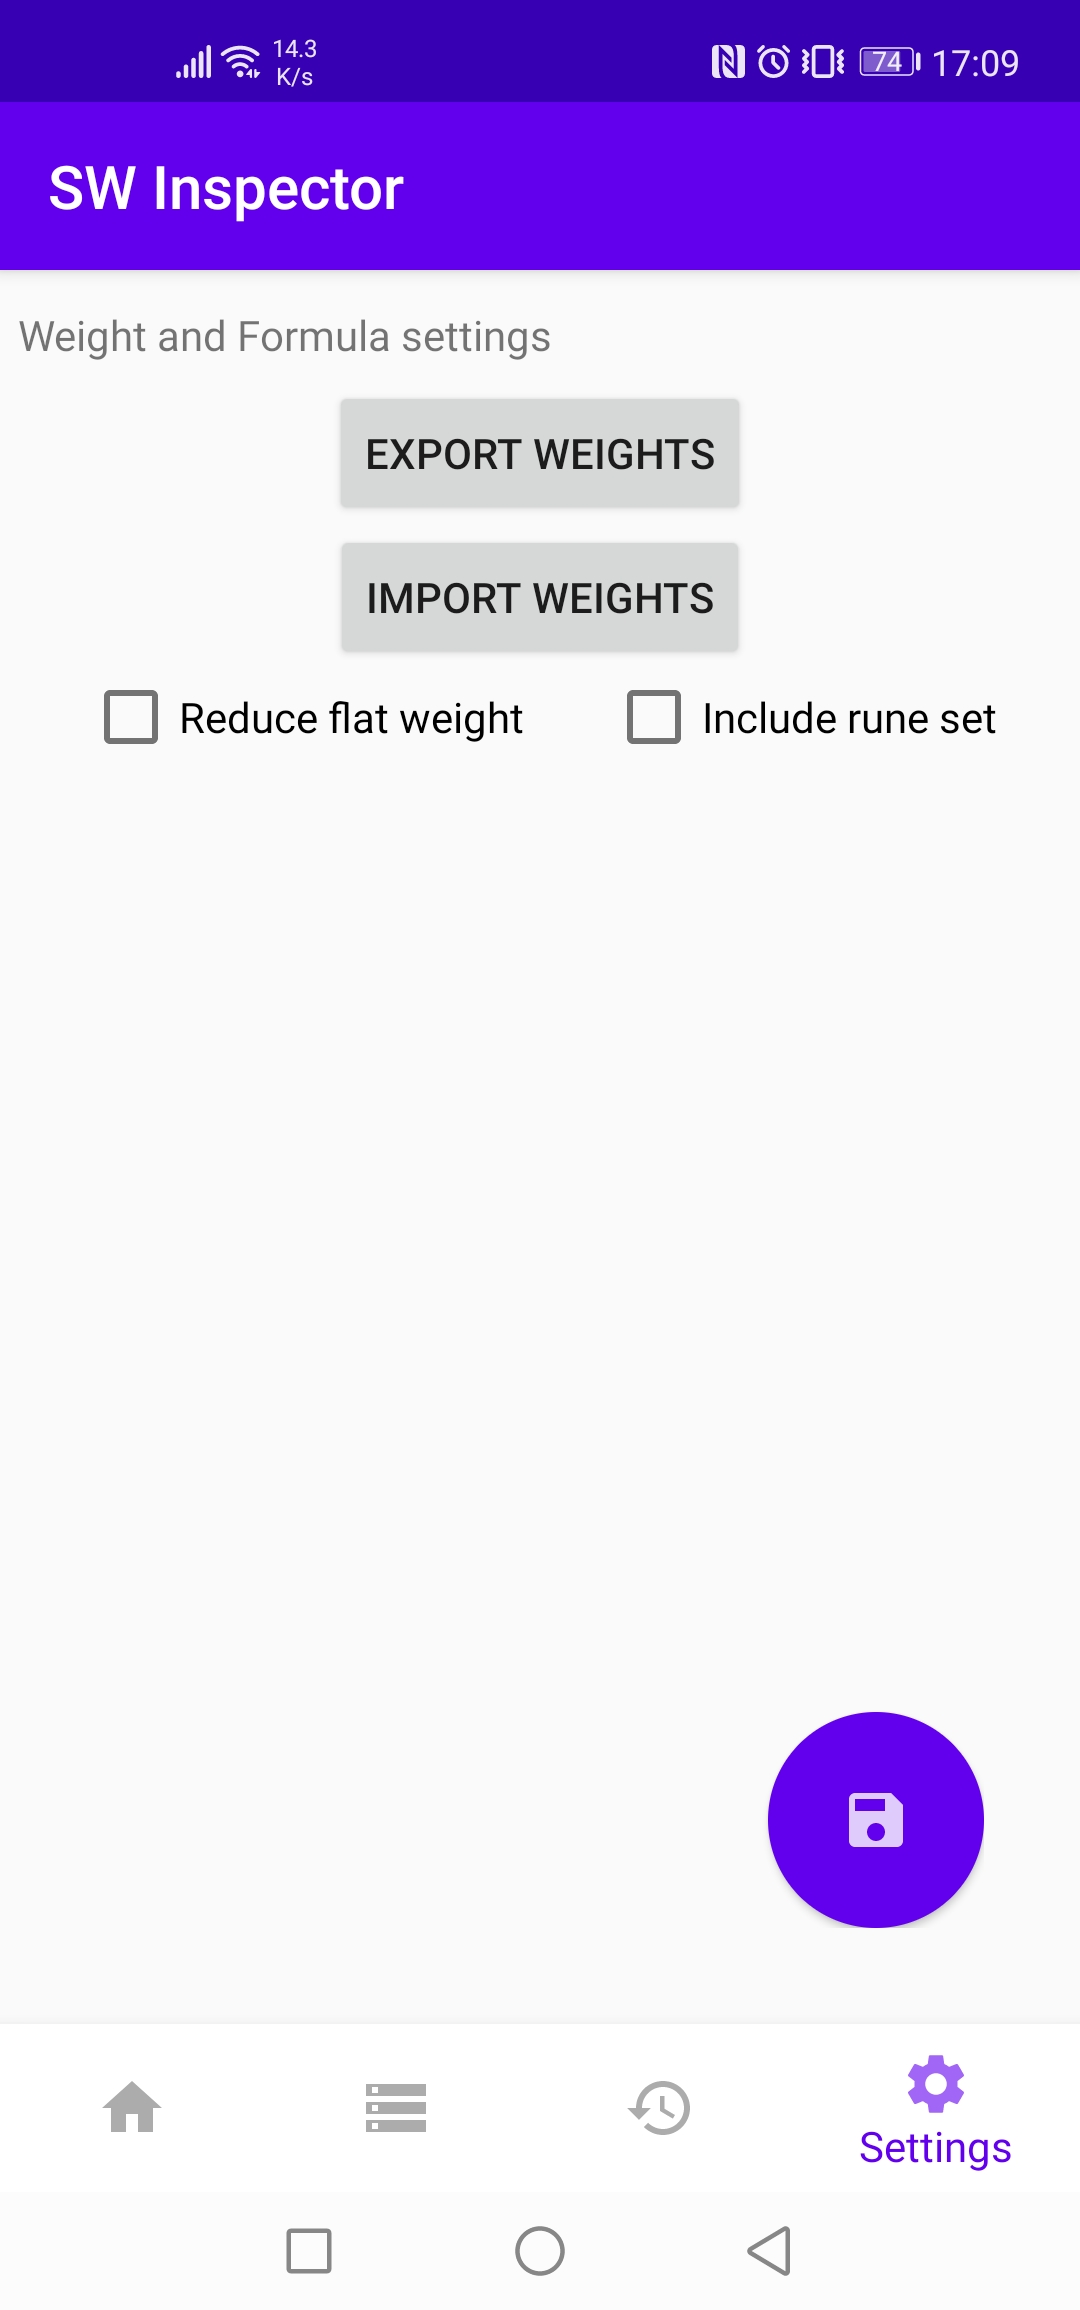 14.3
K/s
74
17:09
SW Inspector
Weight and Formula settings
EXPORT WEIGHTS
IMPORT WEIGHTS
Reduce flat weight
Include rune set
Settings